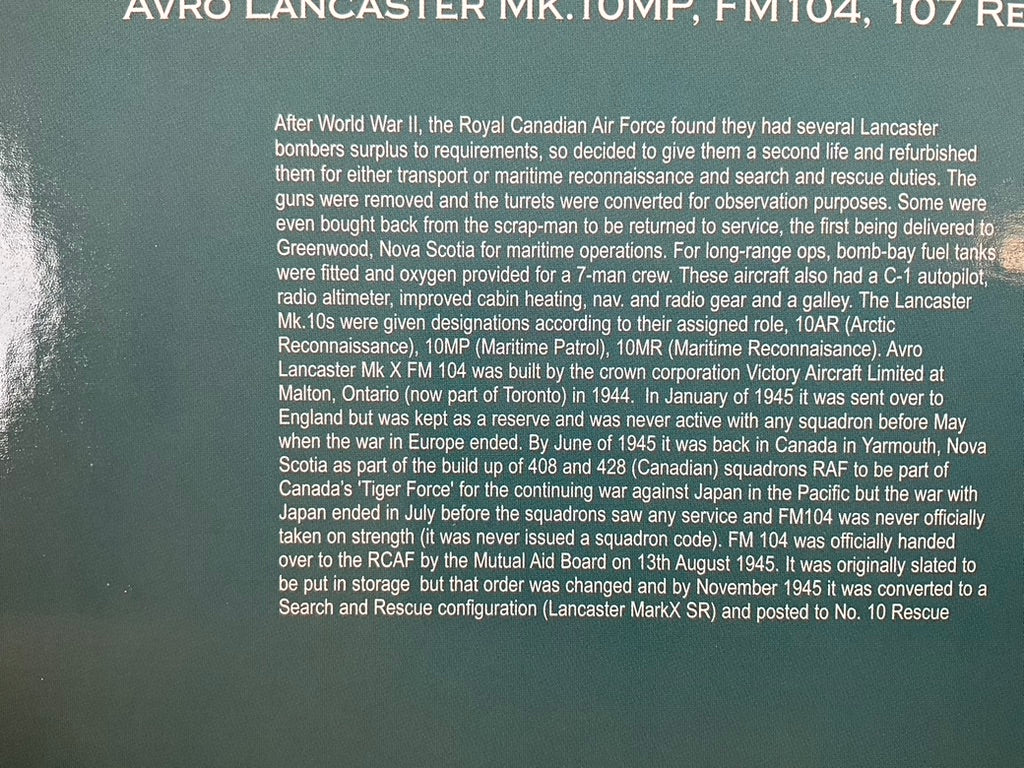 AVRO LANCASTER MK.10MP, FM104, 107 RE
After World War II, the Royal Canadian Air Force found they had several Lancaster
bombers surplus to requirements, so decided to give them a second life and refurbished
them for either transport or maritime reconnaissance and search and rescue duties. The
guns were removed and the turrets were converted for observation purposes. Some were
even bought back from the scrap-man to be returned to service, the first being delivered to
Greenwood, Nova Scotia for maritime operations. For long-range ops, bomb-bay fuel tanks
were fitted and oxygen provided for a 7-man crew. These aircraft also had a C-1 autopilot,
radio altimeter, improved cabin heating, nav. and radio gear and a galley. The Lancaster
Mk.10s were given designations according to their assigned role, 10AR (Arctic
Reconnaissance), 10MP (Maritime Patrol), 10MR (Maritime Reconnaisance). Avro
Lancaster Mk X FM 104 was built by the crown corporation Victory Aircraft Limited at
Malton, Ontario (now part of Toronto) in 1944.  In January of 1945 it was sent over to
England but was kept as a reserve and was never active with any squadron before May
when the war in Europe ended. By June of 1945 it was back in Canada in Yarmouth, Nova
Scotia as part of the build up of 408 and 428 (Canadian) squadrons RAF to be part of
Canada's 'Tiger Force' for the continuing war against Japan in the Pacific but the war with
Japan ended in July before the squadrons saw any service and FM104 was never officially
taken on strength (it was never issued a squadron code). FM 104 was officially handed
over to the RCAF by the Mutual Aid Board on 13th August 1945. It was originally slated to
be put in storage  but that order was changed and by November 1945 it was converted to a
Search and Rescue configuration (Lancaster MarkX SR) and posted to No. 10 Rescue